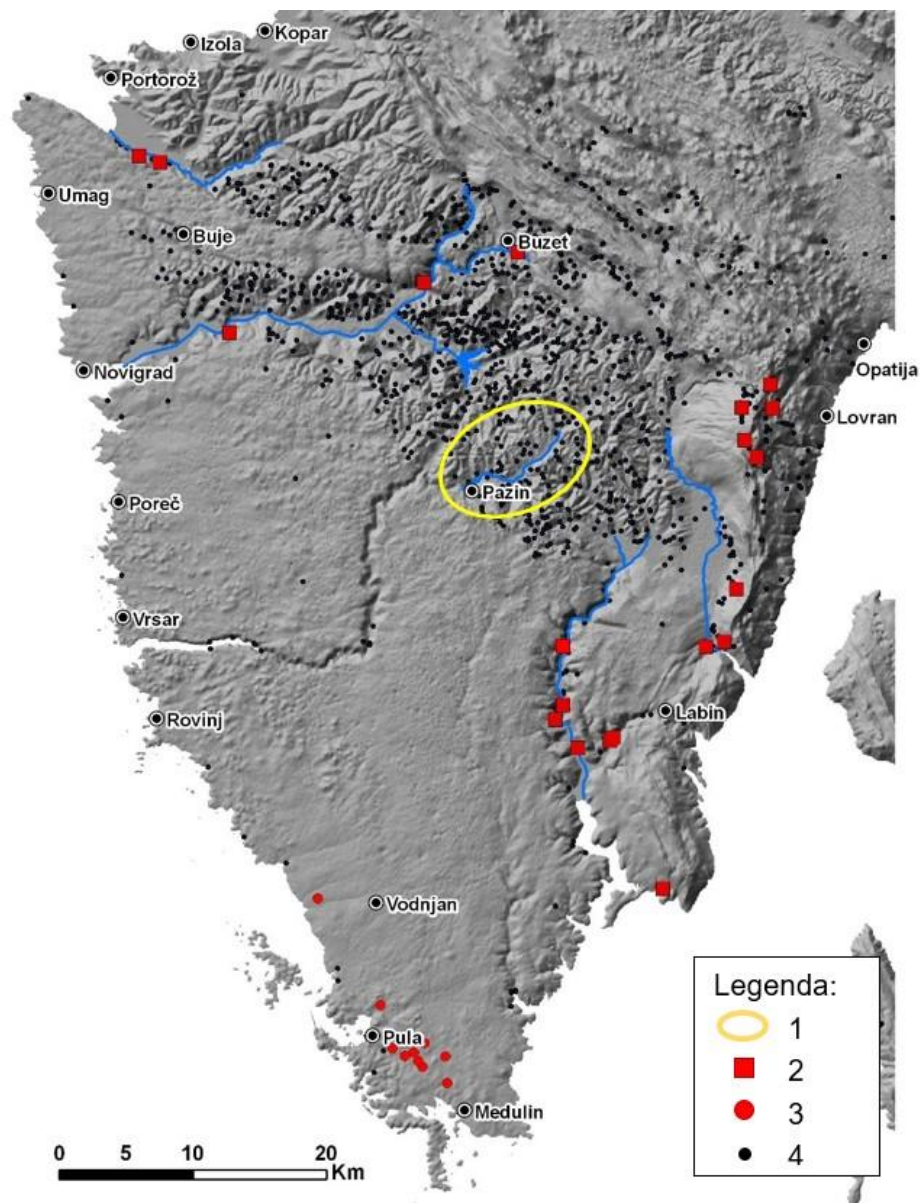 Kopar
Izola
Portorož
Umag
Buje
Buzet
Novigrad
Opatija
Lovran
Pazin
Poreč
Vrsar
Rovinj
Labin
Vodnjan
Pula
Medulin
Legenda:
1
2
3
4
0 5 10 20
Km